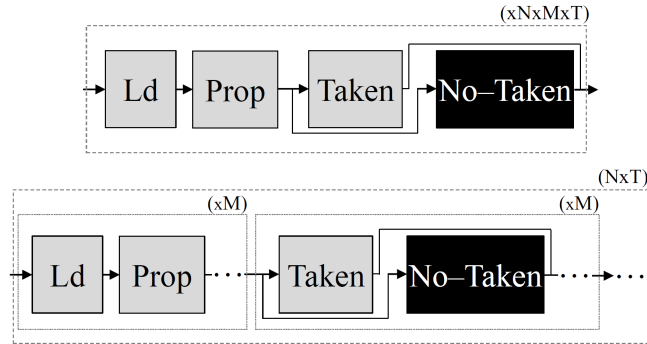 (xNxMxT)
Ld Prop Taken No–Taken
(NxT)
(xM) (xM)
Ld Prop Taken No–Taken